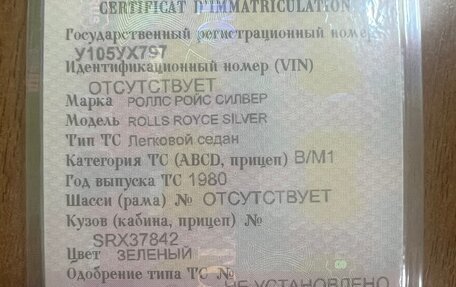 CERTIFICAT D'IMMATRICULATION
Государственный регистрационный номер
У105УХ797
Идентификационный номер (VIN)
ОТСУТСТВУЕТ
Марка РОЛЛС РОЙС СИЛВЕР
Модель ROLLS ROYCE SILVER
Тип ТС Легковой седан
Категория ТС (ABCD, прицеп) B/M1
Год выпуска ТС 1980
Шасси (рама) № ОТСУТСТВУЕТ
Кузов (кабина, прицеп) №
SRX37842
Цвет ЗЕЛЕНЫЙ
Одобрение типа ТС №
НЕ УСТАНОВЛЕНО